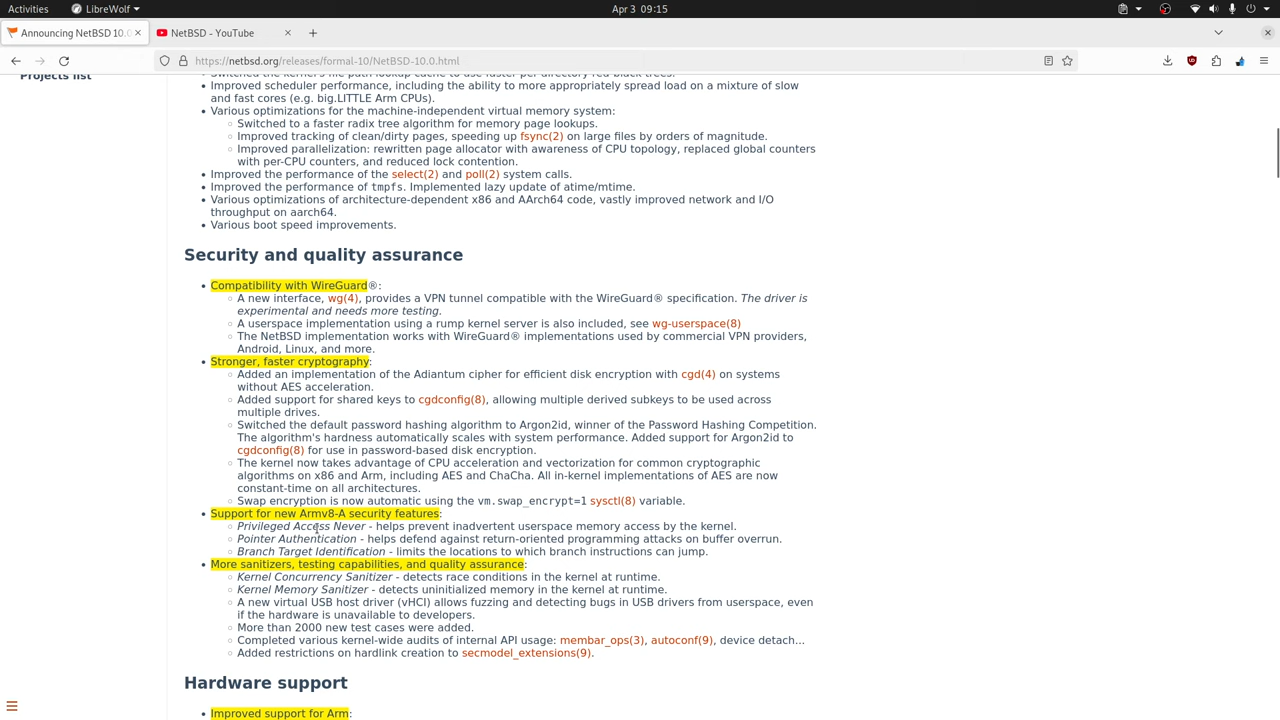 Activities
LibreWolf
Apr 3 09:15
Announcing NetBSD 10.0
NetBSD - YouTube
https://netbsd.org/releases/formal-10/NetBSD-10.0.html
Projects list
Switched the kernel's file path lookup cache to use faster per-directory red-black trees.
Improved scheduler performance, including the ability to more appropriately spread load on a mixture of slow
and fast cores (e.g. big.LITTLE Arm CPUs).
Various optimizations for the machine-independent virtual memory system:
Switched to a faster radix tree algorithm for memory page lookups.
Improved tracking of clean/dirty pages, speeding up fsync(2) on large files by orders of magnitude.
Improved parallelization: rewritten page allocator with awareness of CPU topology, replaced global counters
with per-CPU counters, and reduced lock contention.
Improved the performance of the select(2) and poll(2) system calls.
Improved the performance of tmpfs. Implemented lazy update of atime/mtime.
Various optimizations of architecture-dependent x86 and AArch64 code, vastly improved network and I/O
throughput on aarch64.
Various boot speed improvements.
Security and quality assurance
Compatibility with WireGuard®:
A new interface, wg(4), provides a VPN tunnel compatible with the WireGuard® specification. The driver is
experimental and needs more testing.
A userspace implementation using a rump kernel server is also included, see wg-userspace(8)
The NetBSD implementation works with WireGuard® implementations used by commercial VPN providers,
Android, Linux, and more.
Stronger, faster cryptography:
Added an implementation of the Adiantum cipher for efficient disk encryption with cgd(4) on systems
without AES acceleration.
Added support for shared keys to cgdconfig(8), allowing multiple derived subkeys to be used across
multiple drives.
Switched the default password hashing algorithm to Argon2id, winner of the Password Hashing Competition.
The algorithm's hardness automatically scales with system performance. Added support for Argon2id to
cgdconfig(8) for use in password-based disk encryption.
The kernel now takes advantage of CPU acceleration and vectorization for common cryptographic
algorithms on x86 and Arm, including AES and ChaCha. All in-kernel implementations of AES are now
constant-time on all architectures.
Swap encryption is now automatic using the vm.swap_encrypt=1 sysctl(8) variable.
Support for new Armv8-A security features:
Privileged Access Never - helps prevent inadvertent userspace memory access by the kernel.
Pointer Authentication - helps defend against return-oriented programming attacks on buffer overrun.
Branch Target Identification - limits the locations to which branch instructions can jump.
More sanitizers, testing capabilities, and quality assurance:
Kernel Concurrency Sanitizer - detects race conditions in the kernel at runtime.
Kernel Memory Sanitizer - detects uninitialized memory in the kernel at runtime.
A new virtual USB host driver (vHCI) allows fuzzing and detecting bugs in USB drivers from userspace, even
if the hardware is unavailable to developers.
More than 2000 new test cases were added.
Completed various kernel-wide audits of internal API usage: membar_ops(3), autoconf(9), device detach...
Added restrictions on hardlink creation to secmodel_extensions(9).
Hardware support
Improved support for Arm: